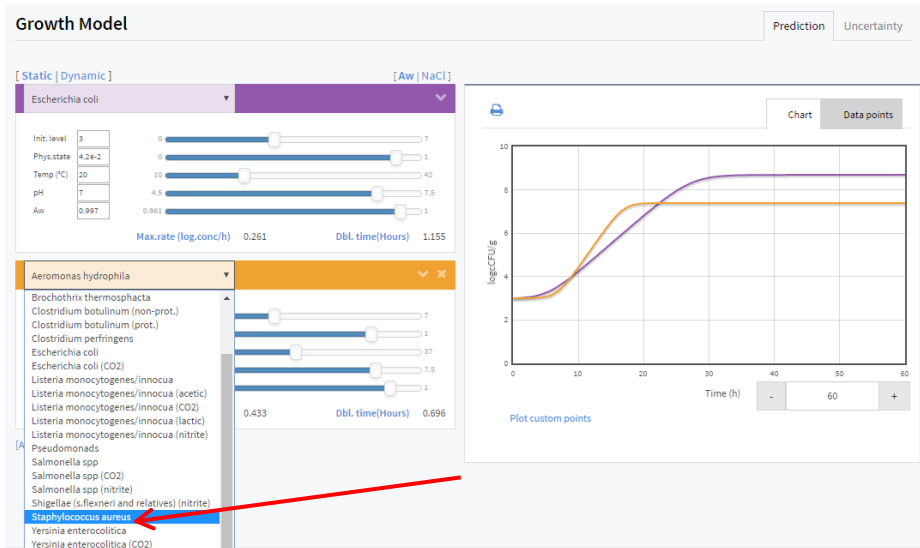 Growth Model
Prediction Uncertainty
[ Static | Dynamic ] [ Aw | NaCl ]
Escherichia coli
Init. level 3 0 7
Phys.state 4.2e-2 0 1
Temp (°C) 20 10 42
pH 7 4.5 7.5
Aw 0.997 0.961 1
Max.rate (log.conc/h) 0.261 Dbl. time(Hours) 1.155
Aeromonas hydrophila
Brochothrix thermosphacta
Clostridium botulinum (non-prot.)
Clostridium botulinum (prot.)
Clostridium perfringens
Escherichia coli
Escherichia coli (CO2)
Listeria monocytogenes/innocua
Listeria monocytogenes/innocua (acetic)
Listeria monocytogenes/innocua (CO2)
Listeria monocytogenes/innocua (lactic)
Listeria monocytogenes/innocua (nitrite)
Pseudomonads
Salmonella spp
Salmonella spp (CO2)
Salmonella spp (nitrite)
Shigellae (s.flexneri and relatives) (nitrite)
Staphylococcus aureus
Yersinia enterocolitica
Yersinia enterocolitica (CO2)
7
1
37
7.5
1
0.433 Dbl. time(Hours) 0.696
[A
Chart Data points
10
8
6
4
2
0
logcCFU/g
0 10 20 30 40 50 60
Time (h) - 60 +
Plot custom points